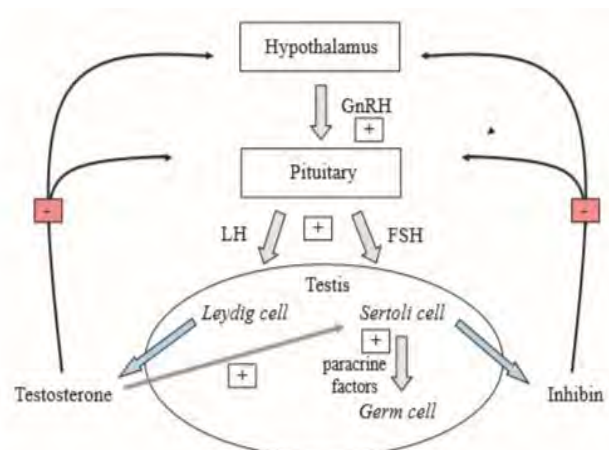 Hypothalamus
GnRH
+
Pituitary
LH
+
FSH
Testis
Leydig cell
Sertoli cell
+
paracrine
factors
+
Testosterone
Germ cell
Inhibin